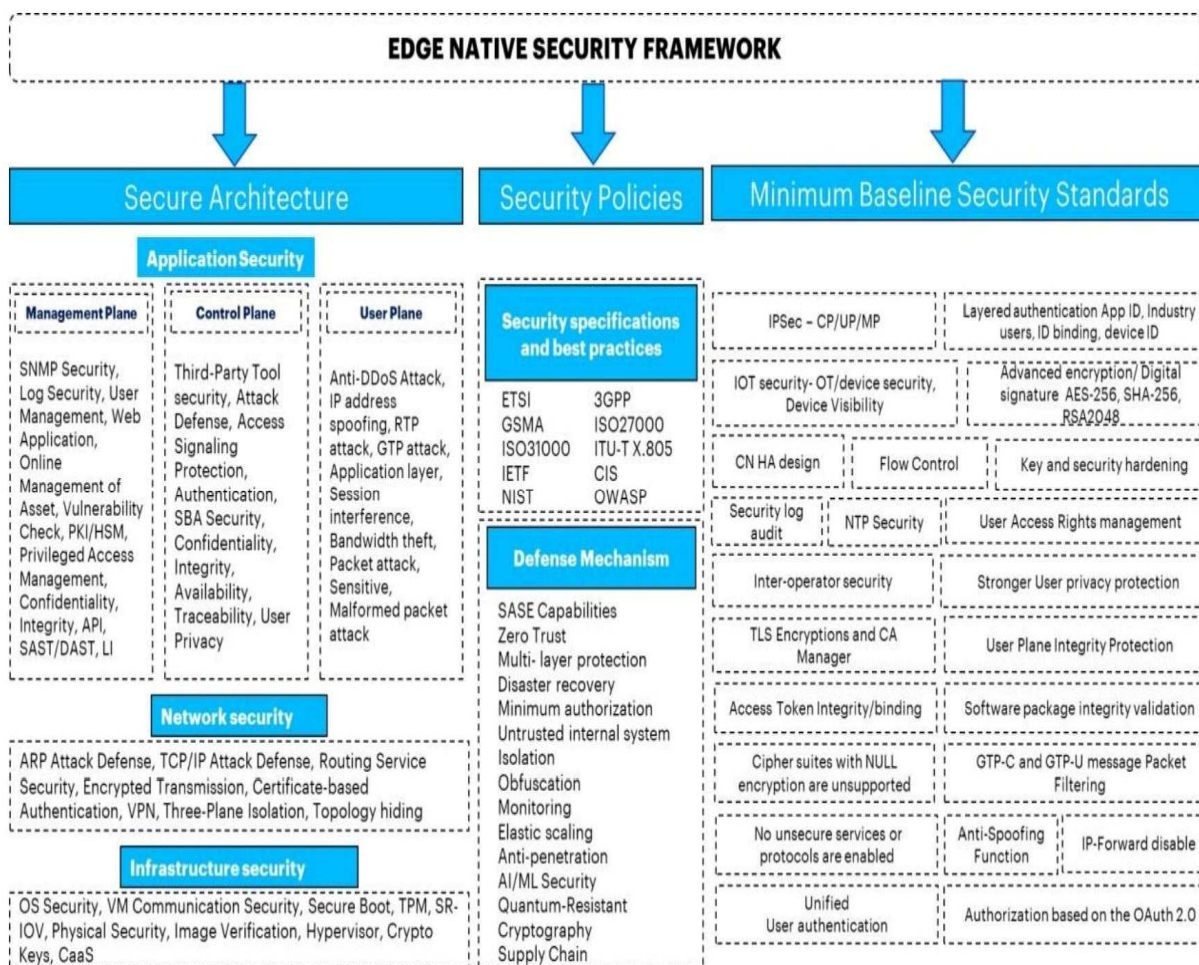 EDGE NATIVE SECURITY FRAMEWORK
Secure Architecture
Application Security
Management Plane
SNMP Security,
Log Security, User
Management, Web
Application,
Online
Management of
Asset, Vulnerability
Check, PKI/HSM,
Privileged Access
Management,
Confidentiality,
Integrity, API,
SAST/DAST, LI
Control Plane
Third-Party Tool
security, Attack
Defense, Access
Signaling
Protection,
Authentication,
SBA Security,
Confidentiality,
Integrity,
Availability,
Traceability, User
Privacy
User Plane
Anti-DDoS Attack,
IP address
spoofing, RTP
attack, GTP attack,
Application layer,
Session
interference,
Bandwidth theft,
Packet attack,
Sensitive,
Malformed packet
attack
Network security
ARP Attack Defense, TCP/IP Attack Defense, Routing Service
Security, Encrypted Transmission, Certificate-based
Authentication, VPN, Three-Plane Isolation, Topology hiding
Infrastructure security
OS Security, VM Communication Security, Secure Boot, TPM, SR-
IOV, Physical Security, Image Verification, Hypervisor, Crypto
Keys, CaaS
Security Policies
Security specifications
and best practices
ETSI 3GPP
GSMA ISO27000
ISO31000 ITU-T X.805
IETF CIS
NIST OWASP
Defense Mechanism
SASE Capabilities
Zero Trust
Multi- layer protection
Disaster recovery
Minimum authorization
Untrusted internal system
Isolation
Obfuscation
Monitoring
Elastic scaling
Anti-penetration
AI/ML Security
Quantum-Resistant
Cryptography
Supply Chain
Minimum Baseline Security Standards
IPSec – CP/UP/MP
Layered authentication App ID, Industry
users, ID binding, device ID
IOT security- OT/device security,
Device Visibility
Advanced encryption/ Digital
signature AES-256, SHA-256,
RSA2048
CN HA design
Flow Control
Key and security hardening
Security log
audit
NTP Security
User Access Rights management
Inter-operator security
Stronger User privacy protection
TLS Encryptions and CA
Manager
User Plane Integrity Protection
Access Token Integrity/binding
Software package integrity validation
Cipher suites with NULL
encryption are unsupported
GTP-C and GTP-U message Packet
Filtering
No unsecure services or
protocols are enabled
Anti-Spoofing
Function
IP-Forward disable
Unified
User authentication
Authorization based on the OAuth 2.0